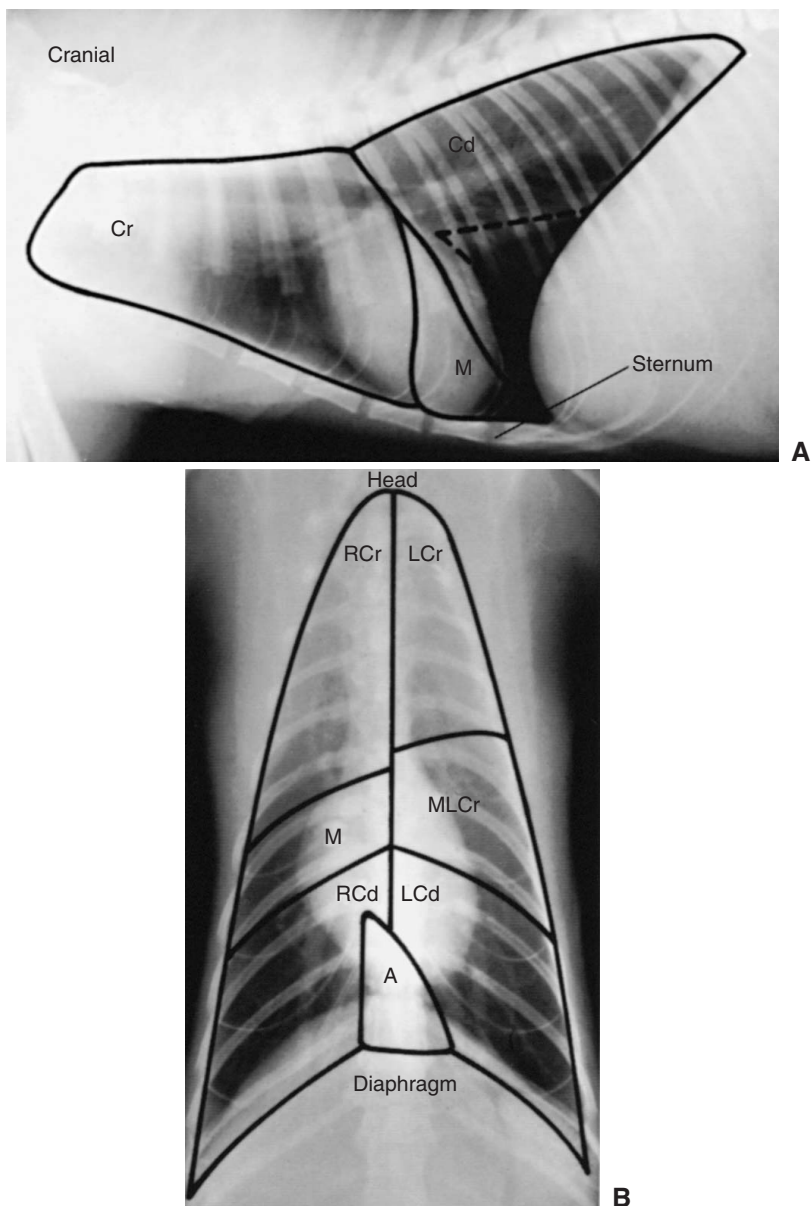 Cranial
Cd
Cr
M
Sternum
A
Head
RCr LCr
MLCr
M
RCd LCd
A
Diaphragm
B